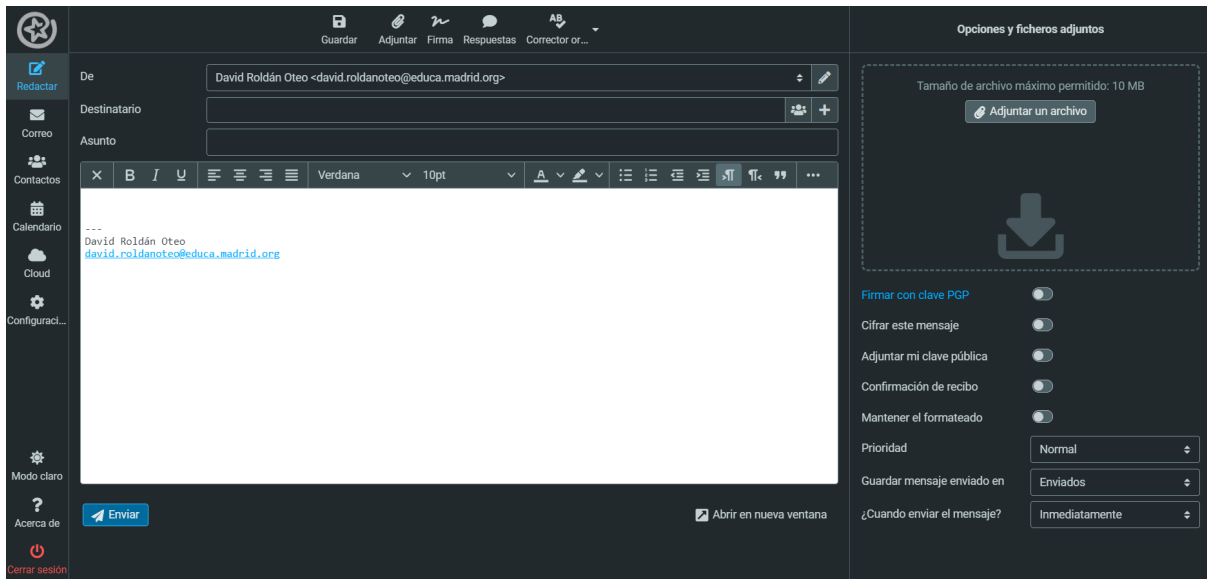 Guardar
Adjuntar
Firma
Respuestas
Corrector or...
Opciones y ficheros adjuntos
Redactar
Correo
Contactos
Calendario
Cloud
Configuraci...
Modo claro
Acerca de
Cerrar sesión
De
David Roldán Oteo <david.roldanoteo@educa.madrid.org>
Destinatario
Asunto
B I U Verdana 10pt A
---
David Roldán Oteo
david.roldanoteo@educa.madrid.org
Enviar
Abrir en nueva ventana
Tamaño de archivo máximo permitido: 10 MB
Adjuntar un archivo
Firmar con clave PGP
Cifrar este mensaje
Adjuntar mi clave pública
Confirmación de recibo
Mantener el formateado
Prioridad Normal
Guardar mensaje enviado en Enviados
¿Cuando enviar el mensaje? Inmediatamente